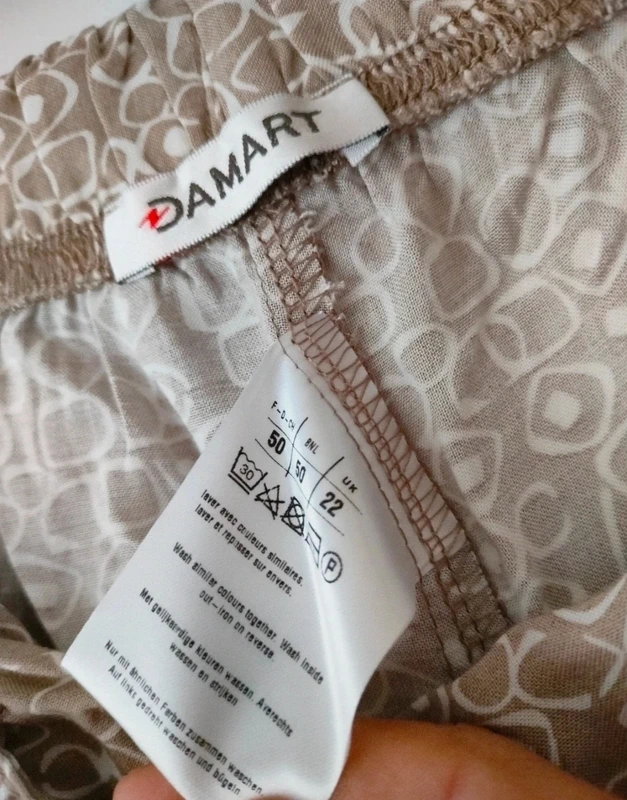 DAMART
F-D-CH BNL UK
50 50 22
30 P
laver avec couleurs similaires.
laver et repasser sur envers.
Wash similar colours together. Wash inside
out-iron on reverse.
Met gelijkaardige kleuren wassen. Averechts
wassen en strijken
Nur mit ähnlichen Farben zusammen waschen.
Auf links gedreht waschen und bügeln.